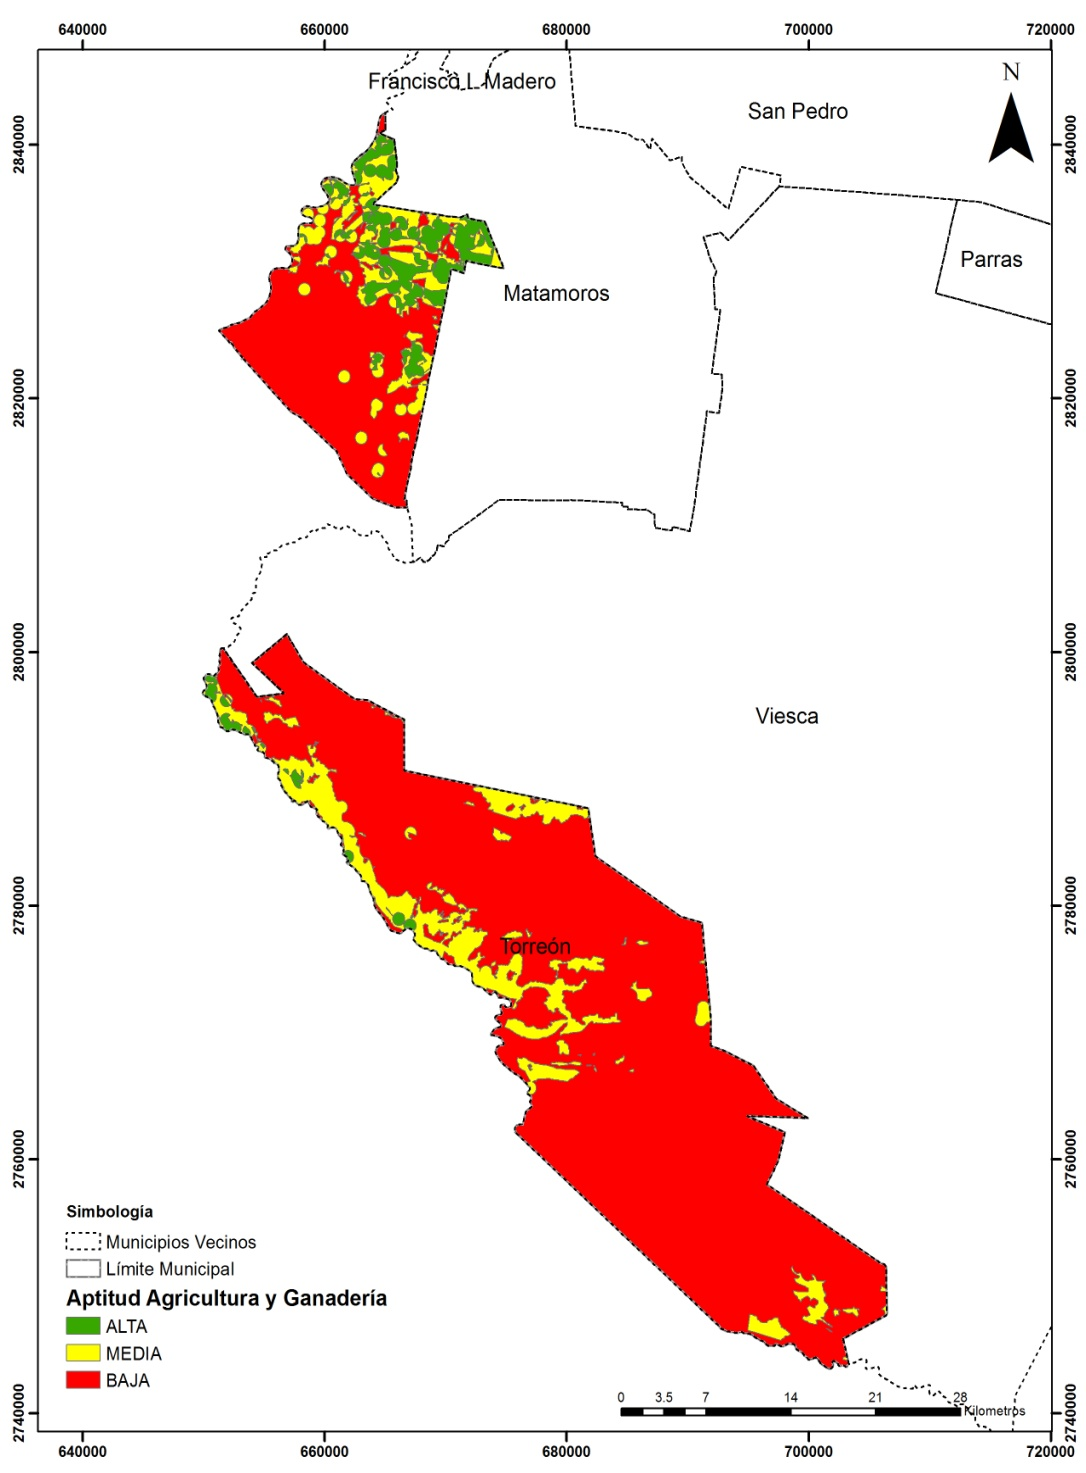 640000 660000 680000 700000 720000
Francisco I. Madero
San Pedro
N
2840000 2840000
Parras
Matamoros
2820000 2820000
2800000 2800000
Viesca
2780000 2780000
Torreón
2760000 2760000
Simbología
Municipios Vecinos
Límite Municipal
Aptitud Agricultura y Ganadería
ALTA
MEDIA
BAJA
0 3.5 7 14 21 28
Kilometros
2740000 2740000
640000 660000 680000 700000 720000